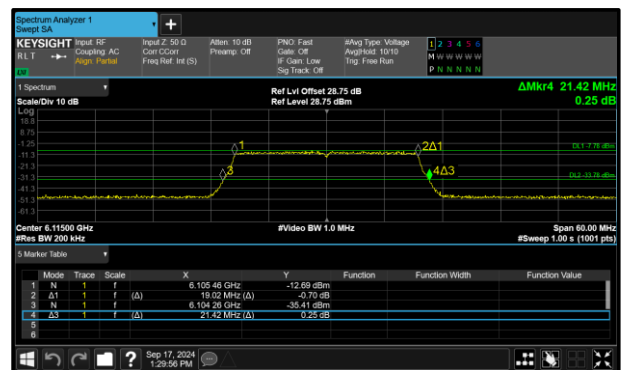 Spectrum Analyzer 1
Swept SA
KEYSIGHT Input: RF Input Z: 50 Ω Atten: 10 dB PNO: Fast #Avg Type: Voltage 1 2 3 4 5 6
RLT Coupling: AC Corr CCorr Preamp: Off Gate: Off Avg|Hold: 10/10 M W W W W W
Align: Partial Freq Ref: Int (S) IF Gain: Low Trig: Free Run
Sig Track: Off P N N N N N
1 Spectrum Ref Lvl Offset 28.75 dB ΔMkr4 21.42 MHz
Scale/Div 10 dB Ref Level 28.75 dBm 0.25 dB
Log
18.8
8.75
-1.25 1 2Δ1 DL1 -7.78 dBm
-11.3
-21.3 3 4Δ3
-31.3 DL2 -33.78 dBm
-41.3
-51.3
-61.3
Center 6.11500 GHz #Video BW 1.0 MHz Span 60.00 MHz
#Res BW 200 kHz #Sweep 1.00 s (1001 pts)
5 Marker Table
Mode Trace Scale X Y Function Function Width Function Value
1 N 1 f 6.105 46 GHz -12.69 dBm
2 Δ1 1 f (Δ) 19.02 MHz (Δ) -0.70 dB
3 N 1 f 6.104 26 GHz -35.41 dBm
4 Δ3 1 f (Δ) 21.42 MHz (Δ) 0.25 dB
5
6
Sep 17, 2024
1:29:56 PM